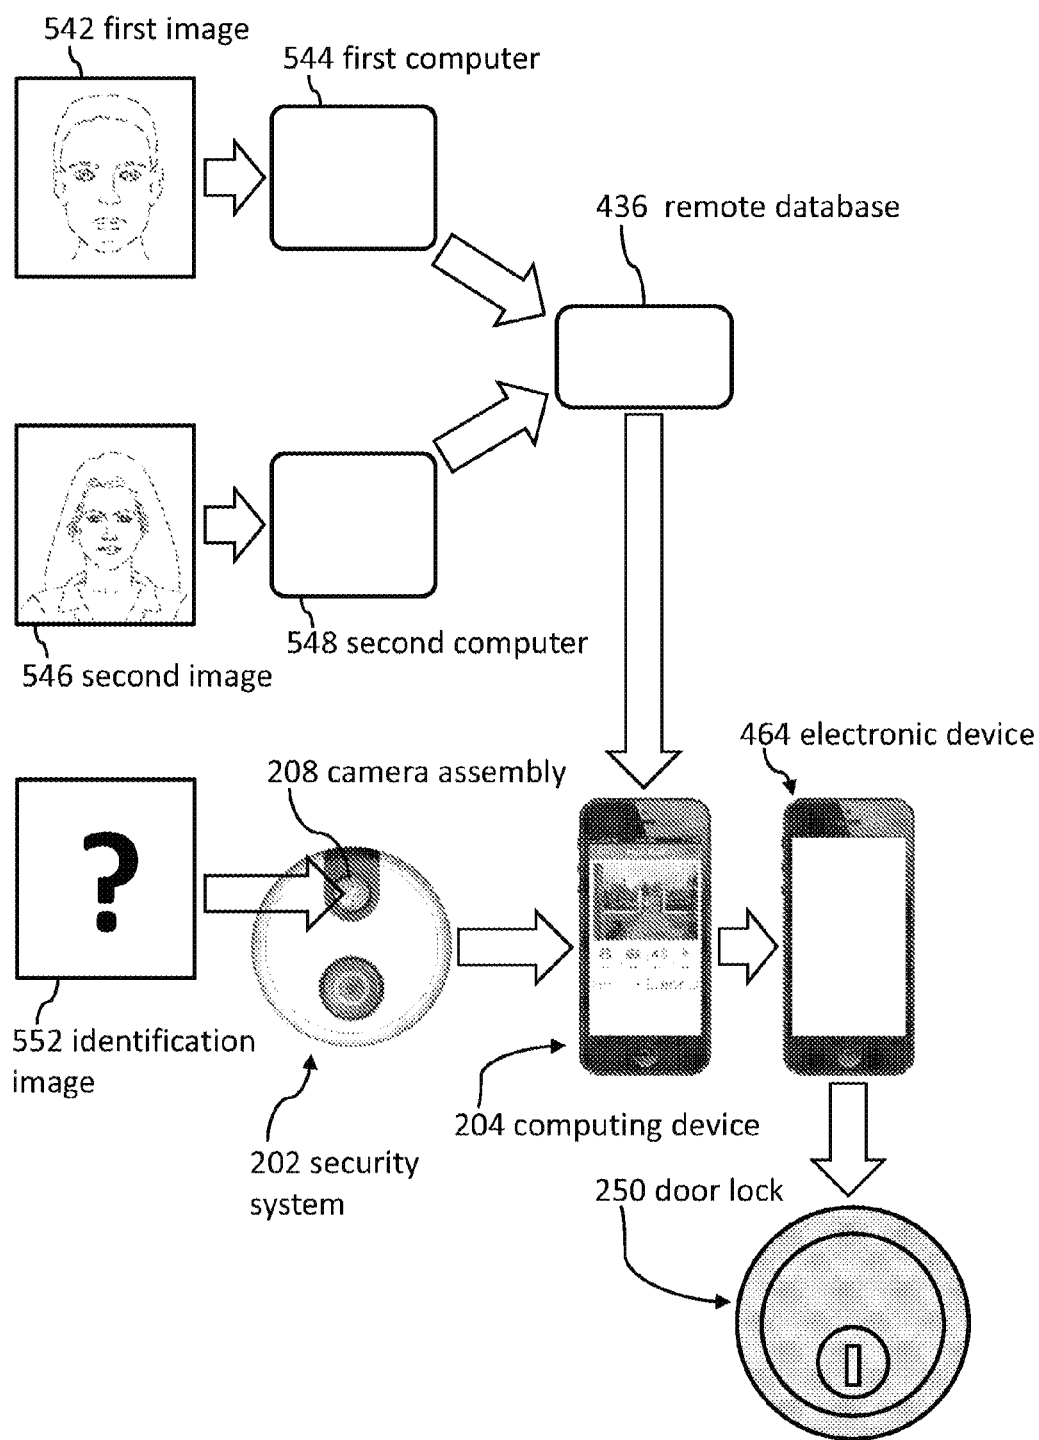 542 first image
544 first computer
436 remote database
548 second computer
546 second image
464 electronic device
208 camera assembly
?
552 identification
image
204 computing device
202 security
system
250 door lock